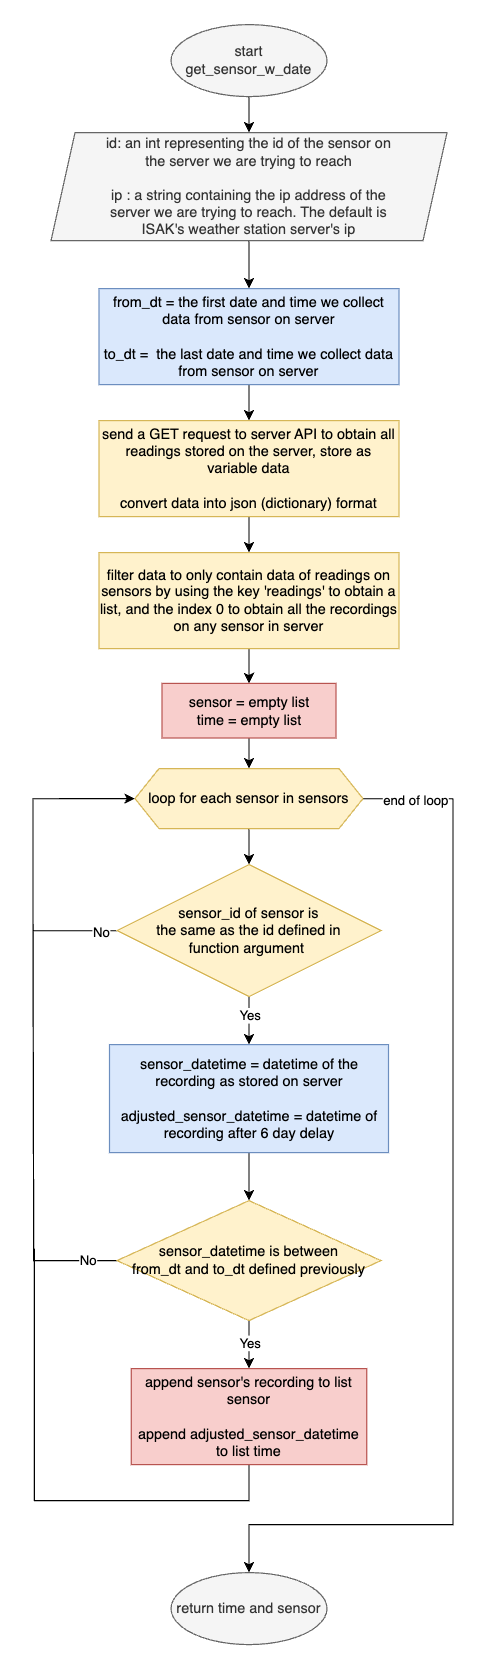 start
get_sensor_w_date
id: an int representing the id of the sensor on
the server we are trying to reach
ip : a string containing the ip address of the
server we are trying to reach. The default is
ISAK's weather station server's ip
from_dt = the first date and time we collect
data from sensor on server
to_dt =  the last date and time we collect data
from sensor on server
send a GET request to server API to obtain all
readings stored on the server, store as
variable data
convert data into json (dictionary) format
filter data to only contain data of readings on
sensors by using the key 'readings' to obtain a
list, and the index 0 to obtain all the recordings
on any sensor in server
sensor = empty list
time = empty list
loop for each sensor in sensors
end of loop
sensor_id of sensor is
the same as the id defined in
function argument
No
Yes
sensor_datetime = datetime of the
recording as stored on server
adjusted_sensor_datetime = datetime of
recording after 6 day delay
sensor_datetime is between
from_dt and to_dt defined previously
No
Yes
append sensor's recording to list
sensor
append adjusted_sensor_datetime
to list time
return time and sensor